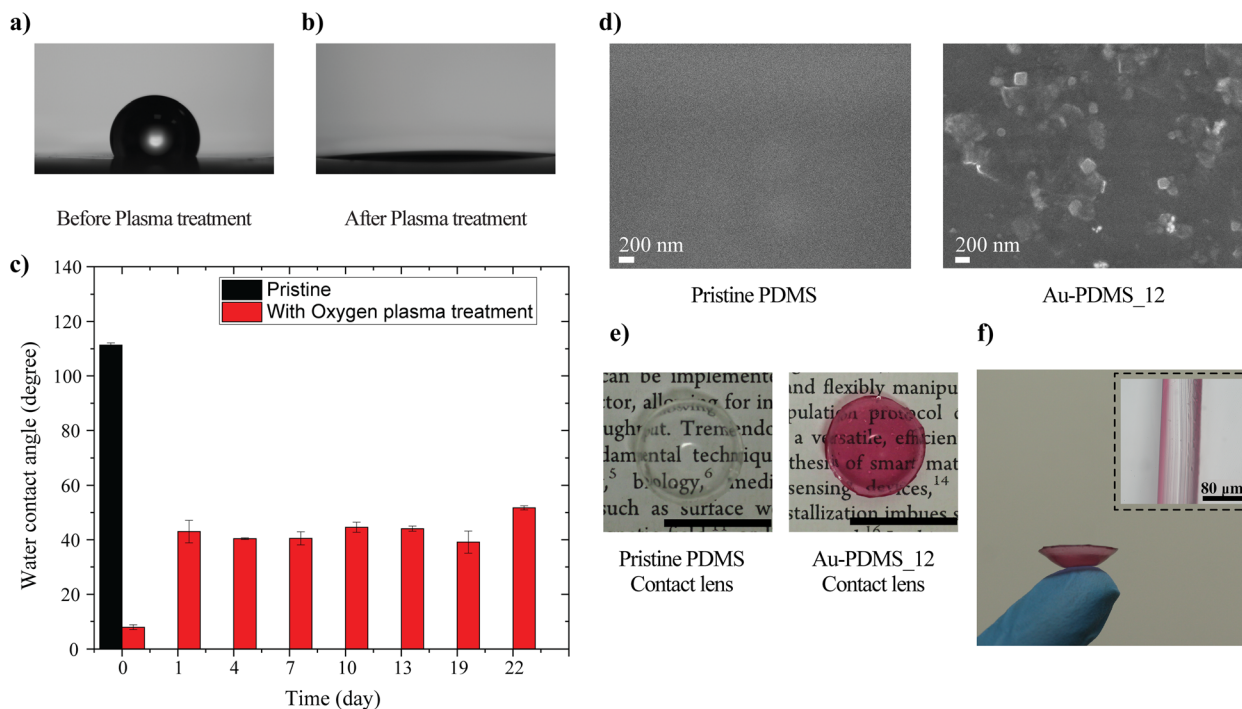 a)
b)
Before Plasma treatment
After Plasma treatment
c)
140
120
100
80
60
40
20
0
Water contact angle (degree)
Pristine
With Oxygen plasma treatment
0 1 4 7 10 13 19 22
Time (day)
d)
200 nm
200 nm
Pristine PDMS
Au-PDMS_12
e)
can be implemente
ctor, allowing for in
ughput. Tremendo
damental technique
5 biology,6 medi
such as surface w
and flexibly manipu
pulation protocol
a versatile, efficien
thesis of smart mat
sensing devices,14
stallization imbues s
16
Pristine PDMS
Contact lens
Au-PDMS_12
Contact lens
f)
80 μm